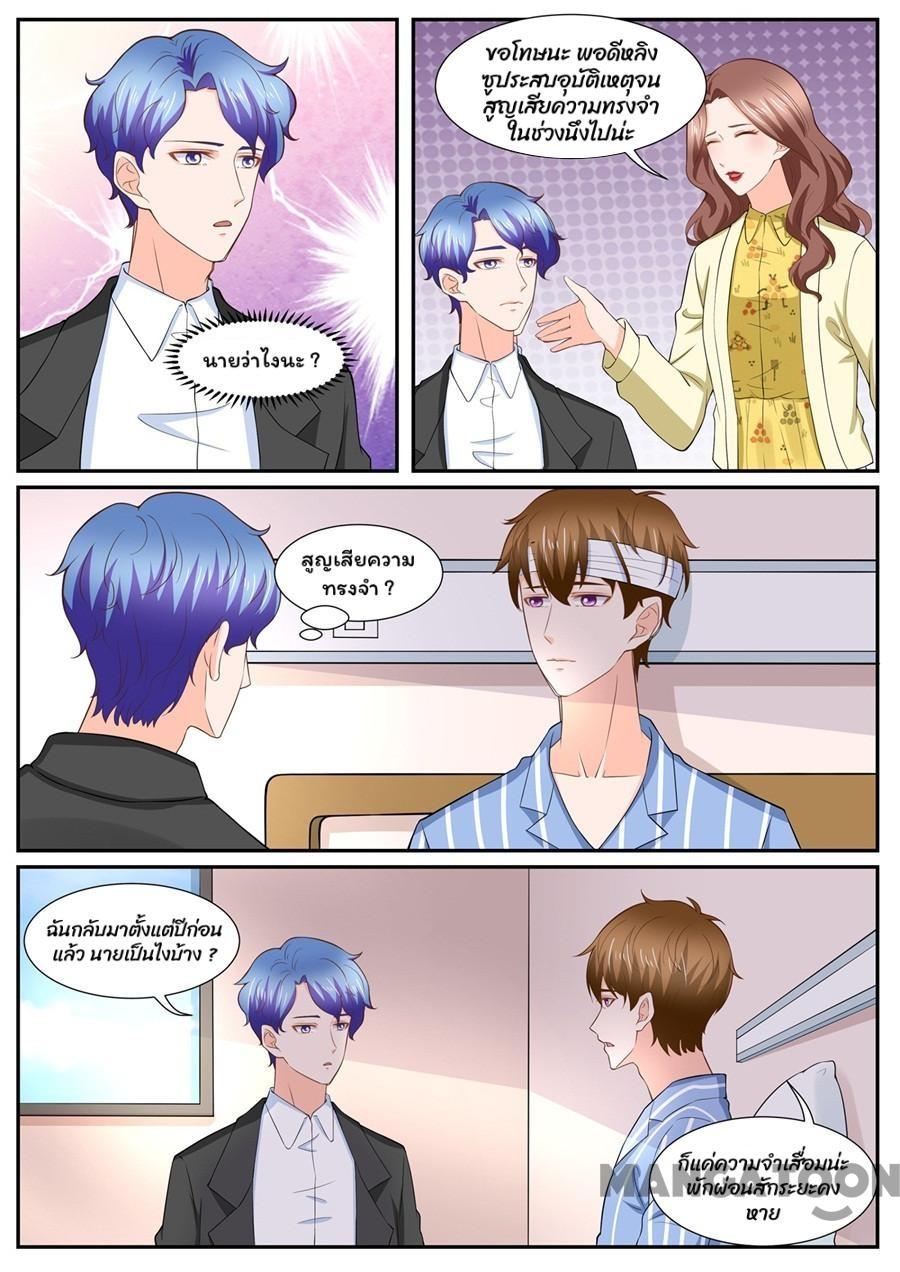 นายว่าไงนะ ?
ขอโทษนะ พอดีหลิง
ซูประสบอุบัติเหตุจน
สูญเสียความทรงจำ
ในช่วงนึงไปน่ะ
สูญเสียความ
ทรงจำ ?
ฉันกลับมาตั้งแต่ปีก่อน
แล้ว นายเป็นไงบ้าง ?
ก็แค่ความจำเสื่อมน่ะ
พักผ่อนสักระยะคง
หาย
MANGATOON